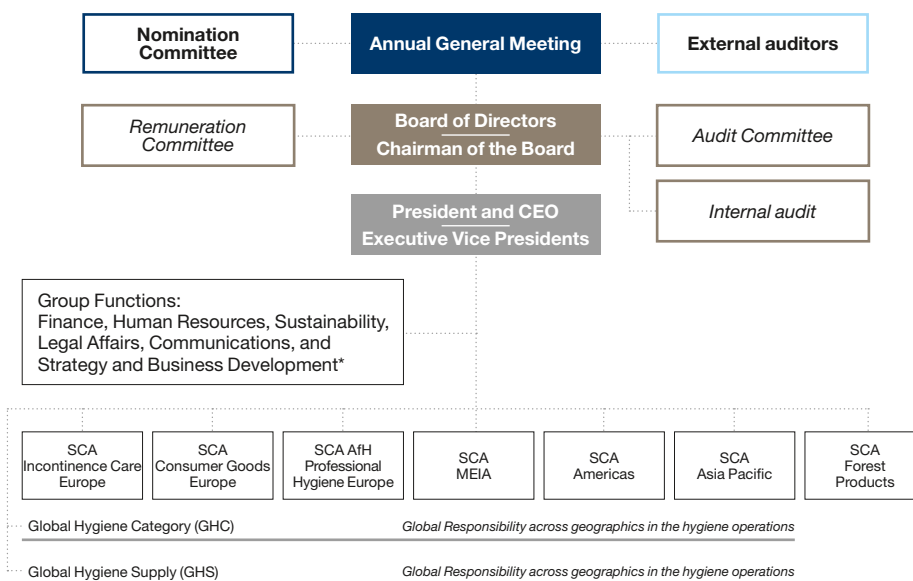 Nomination
Committee
Annual General Meeting
External auditors
Remuneration
Committee
Board of Directors
Chairman of the Board
Audit Committee
President and CEO
Executive Vice Presidents
Internal audit
Group Functions:
Finance, Human Resources, Sustainability,
Legal Affairs, Communications, and
Strategy and Business Development*
SCA
Incontinence Care
Europe
SCA
Consumer Goods
Europe
SCA AfH
Professional
Hygiene Europe
SCA
MEIA
SCA
Americas
SCA
Asia Pacific
SCA
Forest
Products
Global Hygiene Category (GHC)
Global Responsibility across geographics in the hygiene operations
Global Hygiene Supply (GHS)
Global Responsibility across geographics in the hygiene operations